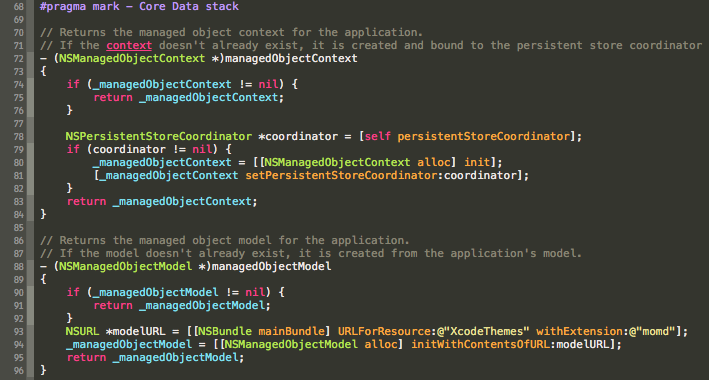 68 #pragma mark - Core Data stack
69
70 // Returns the managed object context for the application.
71 // If the context doesn't already exist, it is created and bound to the persistent store coordinator
72 - (NSManagedObjectContext *)managedObjectContext
73 {
74     if (_managedObjectContext != nil) {
75         return _managedObjectContext;
76     }
77
78     NSPersistentStoreCoordinator *coordinator = [self persistentStoreCoordinator];
79     if (coordinator != nil) {
80         _managedObjectContext = [[NSManagedObjectContext alloc] init];
81         [_managedObjectContext setPersistentStoreCoordinator:coordinator];
82     }
83     return _managedObjectContext;
84 }
85
86 // Returns the managed object model for the application.
87 // If the model doesn't already exist, it is created from the application's model.
88 - (NSManagedObjectModel *)managedObjectModel
89 {
90     if (_managedObjectModel != nil) {
91         return _managedObjectModel;
92     }
93     NSURL *modelURL = [[NSBundle mainBundle] URLForResource:@"XcodeThemes" withExtension:@"momd"];
94     _managedObjectModel = [[NSManagedObjectModel alloc] initWithContentsOfURL:modelURL];
95     return _managedObjectModel;
96 }